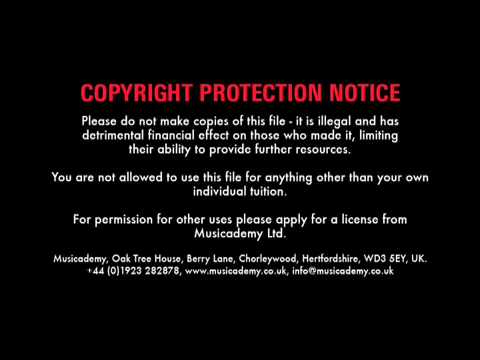 COPYRIGHT PROTECTION NOTICE
Please do not make copies of this file - it is illegal and has
detrimental financial effect on those who made it, limiting
their ability to provide further resources.
You are not allowed to use this file for anything other than your own
individual tuition.
For permission for other uses please apply for a license from
Musicademy Ltd.
Musicademy, Oak Tree House, Berry Lane, Chorleywood, Hertfordshire, WD3 5EY, UK.
+44 (0)1923 282878, www.musicademy.co.uk, info@musicademy.co.uk